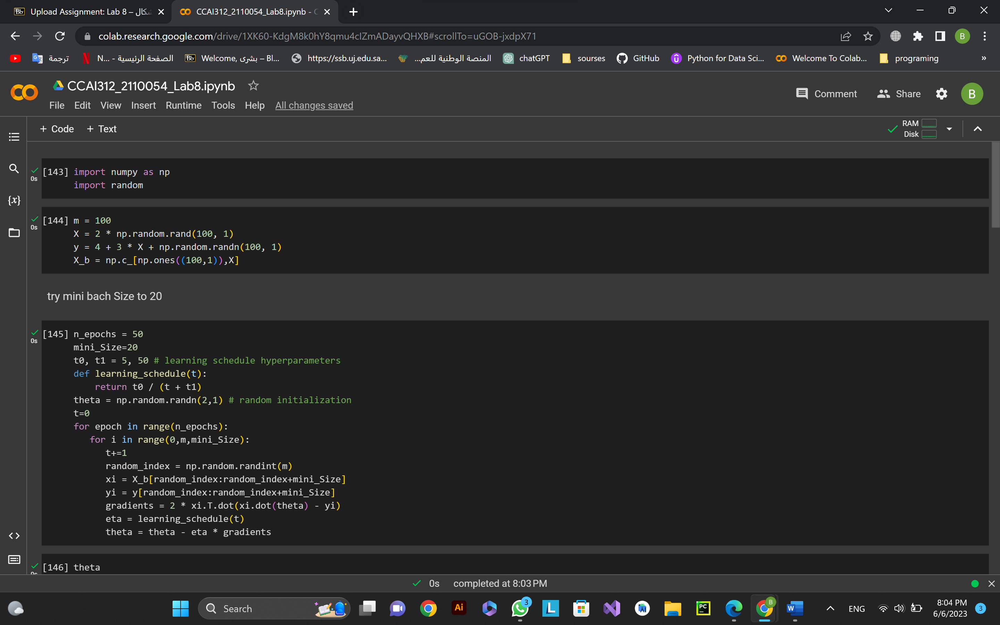 Upload Assignment: Lab 8 – شكال
CCAI312_2110054_Lab8.ipynb - C
colab.research.google.com/drive/1XK60-KdgM8k0hY8qmu4cIZmADayvQHXB#scrollTo=uGOB-jxdpX71
B
ترجمة
N... - الصفحة الرئيسية
Bb
Welcome, بشرى – Bl...
https://ssb.uj.edu.sa...
المنصة الوطنية للعم...
chatGPT
sourses
GitHub
Python for Data Sci...
Welcome To Colab...
programing
»
CCAI312_2110054_Lab8.ipynb
File Edit View Insert Runtime Tools Help All changes saved
Comment
Share
B
+ Code + Text
RAM
Disk
[143] import numpy as np
0s
import random
[144] m = 100
0s
X = 2 * np.random.rand(100, 1)
y = 4 + 3 * X + np.random.randn(100, 1)
X_b = np.c_[np.ones((100,1)),X]
try mini bach Size to 20
[145] n_epochs = 50
0s
mini_Size=20
t0, t1 = 5, 50 # learning schedule hyperparameters
def learning_schedule(t):
return t0 / (t + t1)
theta = np.random.randn(2,1) # random initialization
t=0
for epoch in range(n_epochs):
for i in range(0,m,mini_Size):
t+=1
random_index = np.random.randint(m)
xi = X_b[random_index:random_index+mini_Size]
yi = y[random_index:random_index+mini_Size]
gradients = 2 * xi.T.dot(xi.dot(theta) - yi)
eta = learning_schedule(t)
theta = theta - eta * gradients
[146] theta
0s
0s completed at 8:03 PM
Search
Ai
3
L
PC
B
W
ENG
8:04 PM
6/6/2023
3